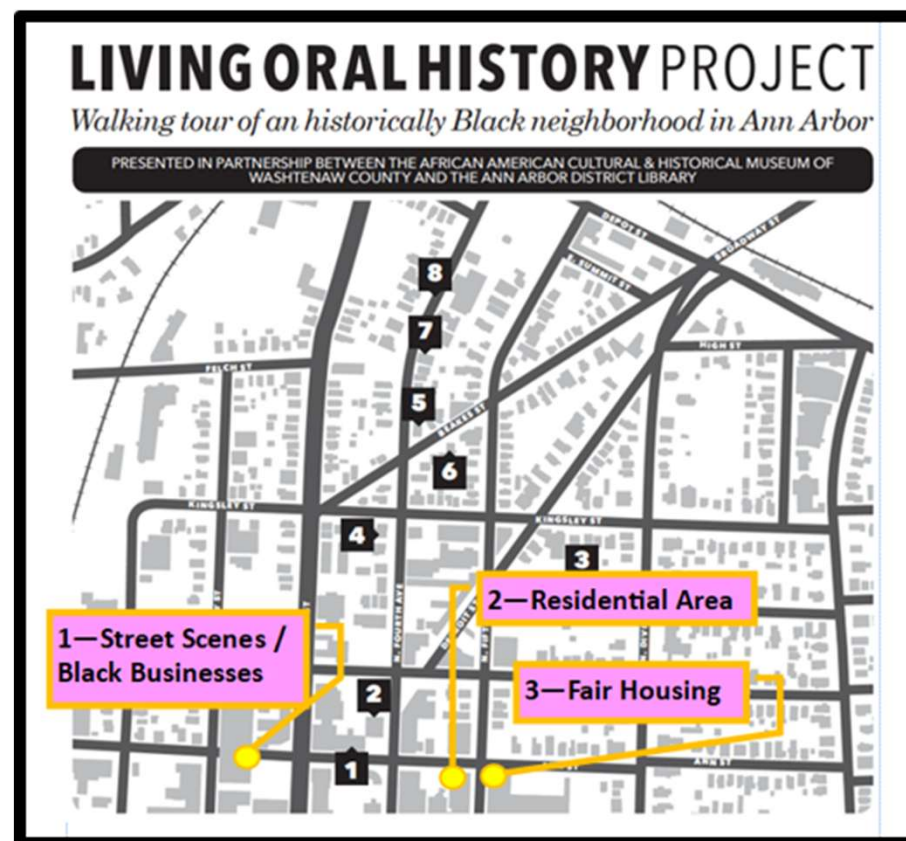 LIVING ORAL HISTORY PROJECT
Walking tour of an historically Black neighborhood in Ann Arbor
PRESENTED IN PARTNERSHIP BETWEEN THE AFRICAN AMERICAN CULTURAL & HISTORICAL MUSEUM OF
WASHTENAW COUNTY AND THE ANN ARBOR DISTRICT LIBRARY
DEPOT ST
BROADWAY ST
E. SUMMIT ST
8
7
HIGH ST
FELCH ST
5
BEAKES ST
6
KINGSLEY ST
KINGSLEY ST
4
3
N. FOURTH AVE
2—Residential Area
1—Street Scenes /
Black Businesses
3—Fair Housing
2
1
ANN ST